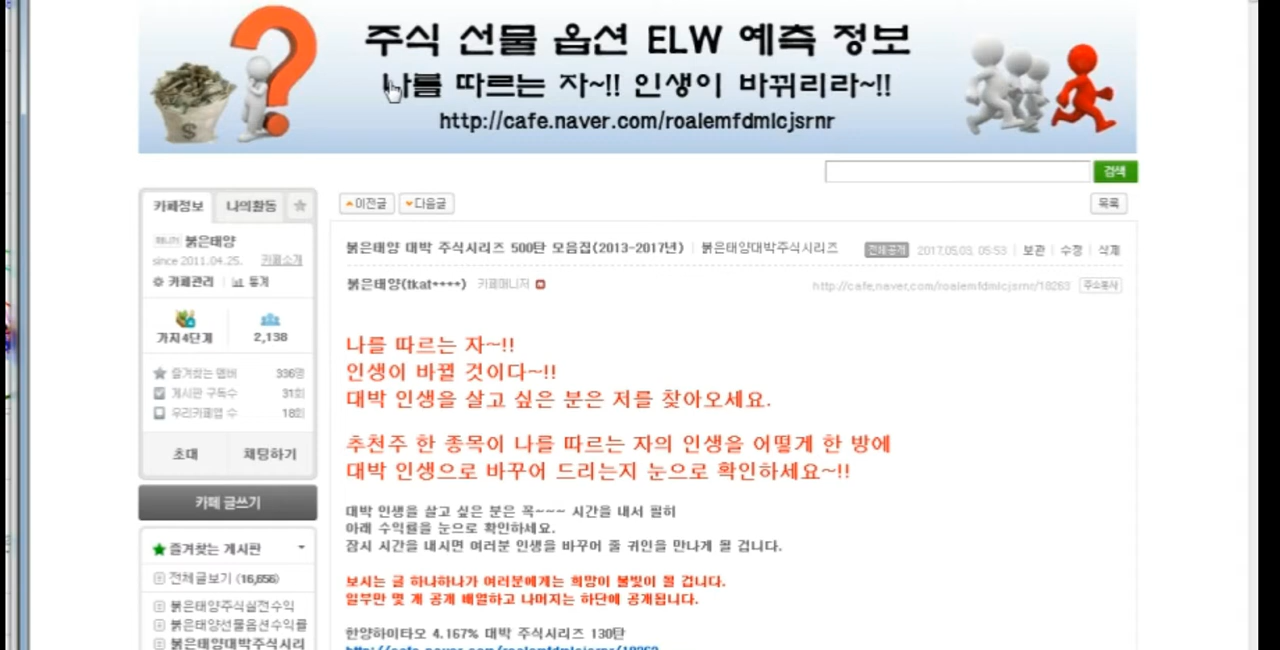 주식 선물 옵션 ELW 예측 정보
나를 따르는 자~!! 인생이 바뀌리라~!!
http://cafe.naver.com/roalemfdmlcjsrnr
검색
카페정보 나의활동
이전글 다음글 목록
매니저 붉은태양
since 2011.04.25. 카페소개
카페관리 통계
가지4단계 2,138
즐겨찾는 멤버 336명
게시판 구독수 31회
우리카페앱 수 18회
초대 채팅하기
카페 글쓰기
즐겨찾는 게시판
전체글보기 (16,656)
붉은태양주식실전수익
붉은태양선물옵션수익률
붉은태양대박주식시리
붉은태양 대박 주식시리즈 500탄 모음집(2013-2017년) 붉은태양대박주식시리즈 전체공개 2017.05.03. 05:53 보관 수정 삭제
붉은태양(tkat****) 카페매니저 http://cafe.naver.com/roalemfdmlcjsrnr/18263 주소복사
나를 따르는 자~!!
인생이 바뀔 것이다~!!
대박 인생을 살고 싶은 분은 저를 찾아오세요.
추천주 한 종목이 나를 따르는 자의 인생을 어떻게 한 방에
대박 인생으로 바꾸어 드리는지 눈으로 확인하세요~!!
대박 인생을 살고 싶은 분은 꼭~~~ 시간을 내서 필히
아래 수익률을 눈으로 확인하세요.
잠시 시간을 내시면 여러분 인생을 바꾸어 줄 귀인을 만나게 될 겁니다.
보시는 글 하나하나가 여러분에게는 희망이 불빛이 될 겁니다.
일부만 몇 개 공개 배열하고 나머지는 하단에 공개됩니다.
한양하이타오 4.167% 대박 주식시리즈 130탄